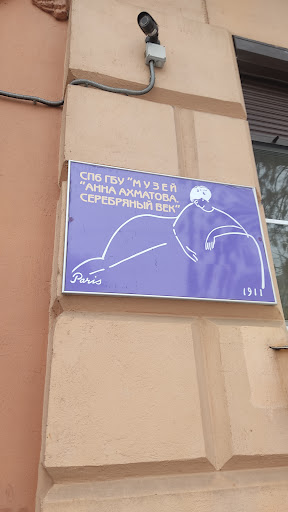 СПб ГБУ "МУЗЕЙ
"АННА АХМАТОВА.
СЕРЕБРЯНЫЙ ВЕК"
Paris
1911